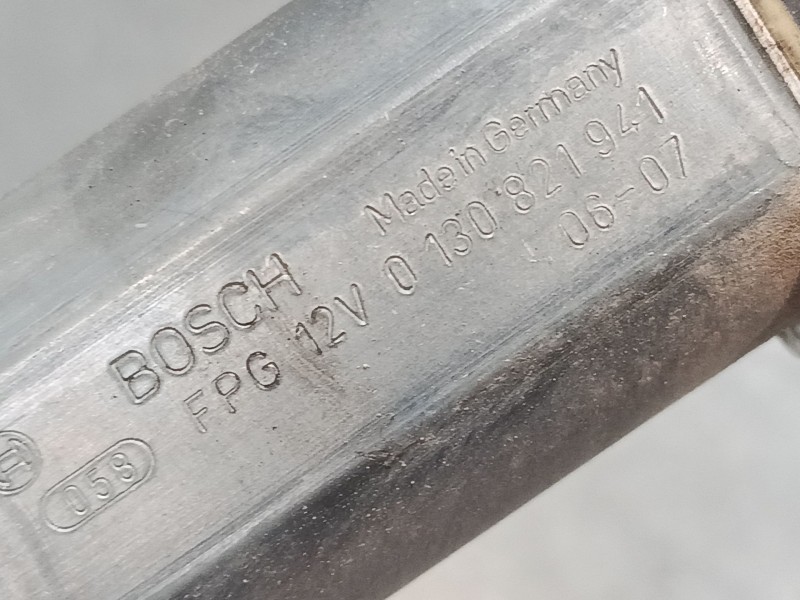 BOSCH Made in Germany
FPG 12V 0 130 821 941
058 06-07